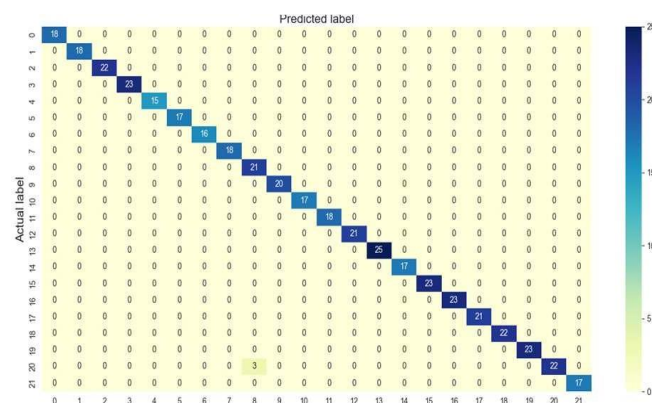 Predicted label
0 18 0 0 0 0 0 0 0 0 0 0 0 0 0 0 0 0 0 0 0 0 0
1 0 18 0 0 0 0 0 0 0 0 0 0 0 0 0 0 0 0 0 0 0 0
2 0 0 22 0 0 0 0 0 0 0 0 0 0 0 0 0 0 0 0 0 0 0
3 0 0 0 23 0 0 0 0 0 0 0 0 0 0 0 0 0 0 0 0 0 0
4 0 0 0 0 15 0 0 0 0 0 0 0 0 0 0 0 0 0 0 0 0 0
5 0 0 0 0 0 17 0 0 0 0 0 0 0 0 0 0 0 0 0 0 0 0
6 0 0 0 0 0 0 16 0 0 0 0 0 0 0 0 0 0 0 0 0 0 0
7 0 0 0 0 0 0 0 18 0 0 0 0 0 0 0 0 0 0 0 0 0 0
8 0 0 0 0 0 0 0 0 21 0 0 0 0 0 0 0 0 0 0 0 0 0
9 0 0 0 0 0 0 0 0 0 20 0 0 0 0 0 0 0 0 0 0 0 0
10 0 0 0 0 0 0 0 0 0 0 17 0 0 0 0 0 0 0 0 0 0 0
11 0 0 0 0 0 0 0 0 0 0 0 18 0 0 0 0 0 0 0 0 0 0
12 0 0 0 0 0 0 0 0 0 0 0 0 21 0 0 0 0 0 0 0 0 0
13 0 0 0 0 0 0 0 0 0 0 0 0 0 25 0 0 0 0 0 0 0 0
14 0 0 0 0 0 0 0 0 0 0 0 0 0 0 17 0 0 0 0 0 0 0
15 0 0 0 0 0 0 0 0 0 0 0 0 0 0 0 23 0 0 0 0 0 0
16 0 0 0 0 0 0 0 0 0 0 0 0 0 0 0 0 23 0 0 0 0 0
17 0 0 0 0 0 0 0 0 0 0 0 0 0 0 0 0 0 21 0 0 0 0
18 0 0 0 0 0 0 0 0 0 0 0 0 0 0 0 0 0 0 22 0 0 0
19 0 0 0 0 0 0 0 0 0 0 0 0 0 0 0 0 0 0 0 23 0 0
20 0 0 0 0 0 0 0 0 3 0 0 0 0 0 0 0 0 0 0 0 22 0
21 0 0 0 0 0 0 0 0 0 0 0 0 0 0 0 0 0 0 0 0 0 17
0 1 2 3 4 5 6 7 8 9 10 11 12 13 14 15 16 17 18 19 20 21
Actual label
25
20
15
10
5
0